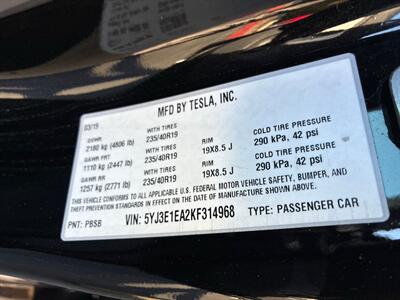 MFD BY TESLA, INC.
03/19
GVWR
2180 kg (4806 lb)
GAWR FRT WITH TIRES RIM COLD TIRE PRESSURE
1110 kg (2447 lb) 235/40R19 19X8.5 J 290 kPa, 42 psi
GAWR RR WITH TIRES RIM COLD TIRE PRESSURE
1257 kg (2771 lb) 235/40R19 19X8.5 J 290 kPa, 42 psi
WITH TIRES
235/40R19
THIS VEHICLE CONFORMS TO ALL APPLICABLE U.S. FEDERAL MOTOR VEHICLE SAFETY, BUMPER, AND
THEFT PREVENTION STANDARDS IN EFFECT ON THE DATE OF MANUFACTURE SHOWN ABOVE.
PNT: PBSB VIN: 5YJ3E1EA2KF314968 TYPE: PASSENGER CAR